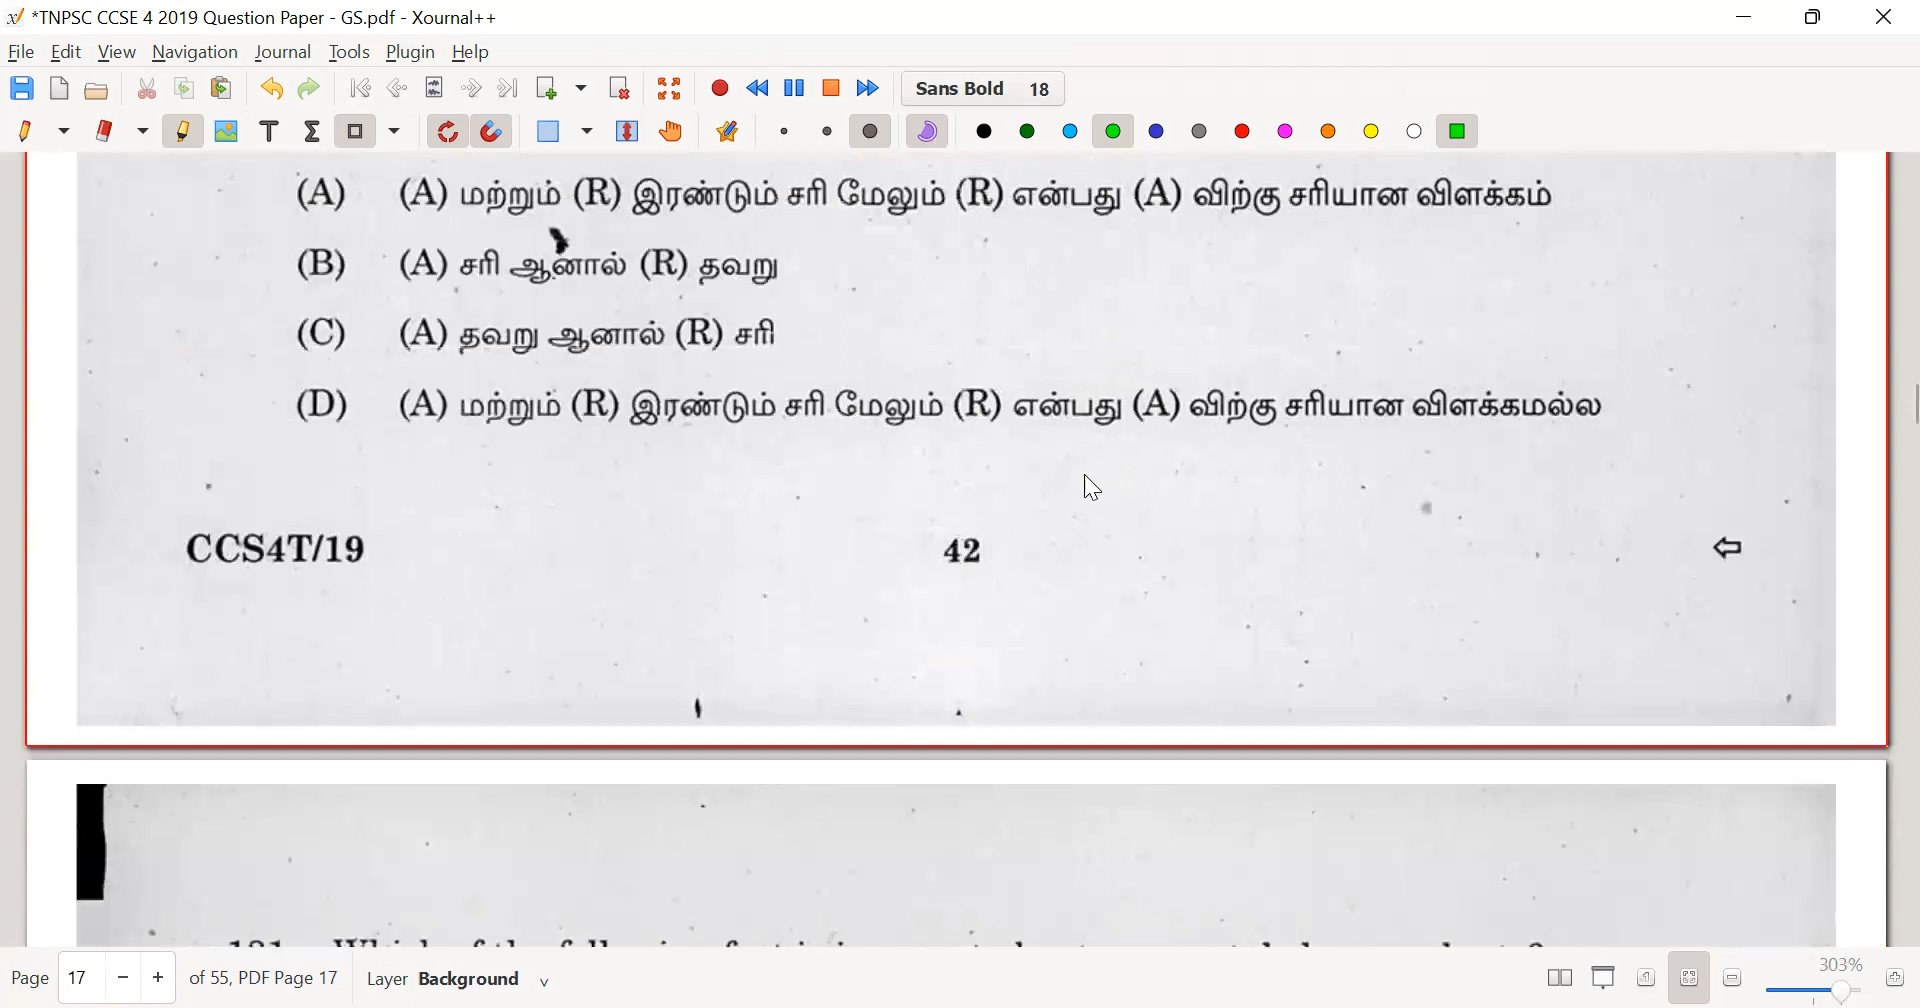 *TNPSC CCSE 4 2019 Question Paper - GS.pdf - Xournal++
File Edit View Navigation Journal Tools Plugin Help
Sans Bold 18
(A) (A) மற்றும் (R) இரண்டும் சரி மேலும் (R) என்பது (A) விற்கு சரியான விளக்கம்
(B) (A) சரி ஆனால் (R) தவறு
(C) (A) தவறு ஆனால் (R) சரி
(D) (A) மற்றும் (R) இரண்டும் சரி மேலும் (R) என்பது (A) விற்கு சரியான விளக்கமல்ல
CCS4T/19 42
Page 17 of 55, PDF Page 17 Layer Background 303%